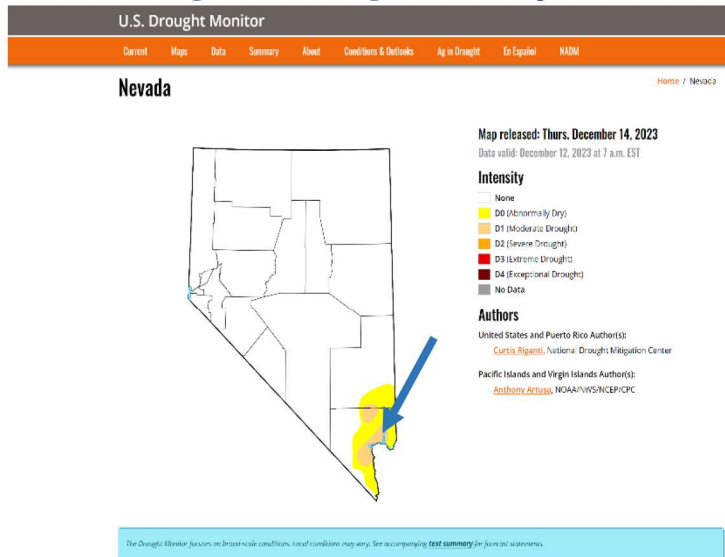 U.S. Drought Monitor
Current Maps Data Summary About Conditions & Outlooks Ag in Drought En Español NADM
Nevada
Home / Nevada
Map released: Thurs. December 14, 2023
Data valid: December 12, 2023 at 7 a.m. EST
Intensity
None
D0 (Abnormally Dry)
D1 (Moderate Drought)
D2 (Severe Drought)
D3 (Extreme Drought)
D4 (Exceptional Drought)
No Data
Authors
United States and Puerto Rico Author(s):
Curtis Riganti, National Drought Mitigation Center
Pacific Islands and Virgin Islands Author(s):
Anthony Artusa, NOAA/NWS/NCEP/CPC
The Drought Monitor focuses on broad-scale conditions. Local conditions may vary. See accompanying text summary for forecast statements.